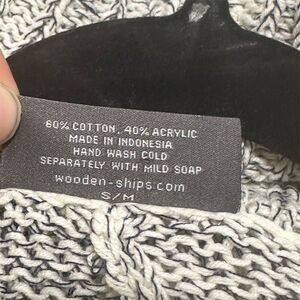 60% COTTON, 40% ACRYLIC
MADE IN INDONESIA
HAND WASH COLD
SEPARATELY WITH MILD SOAP
wooden-ships.com
S/M